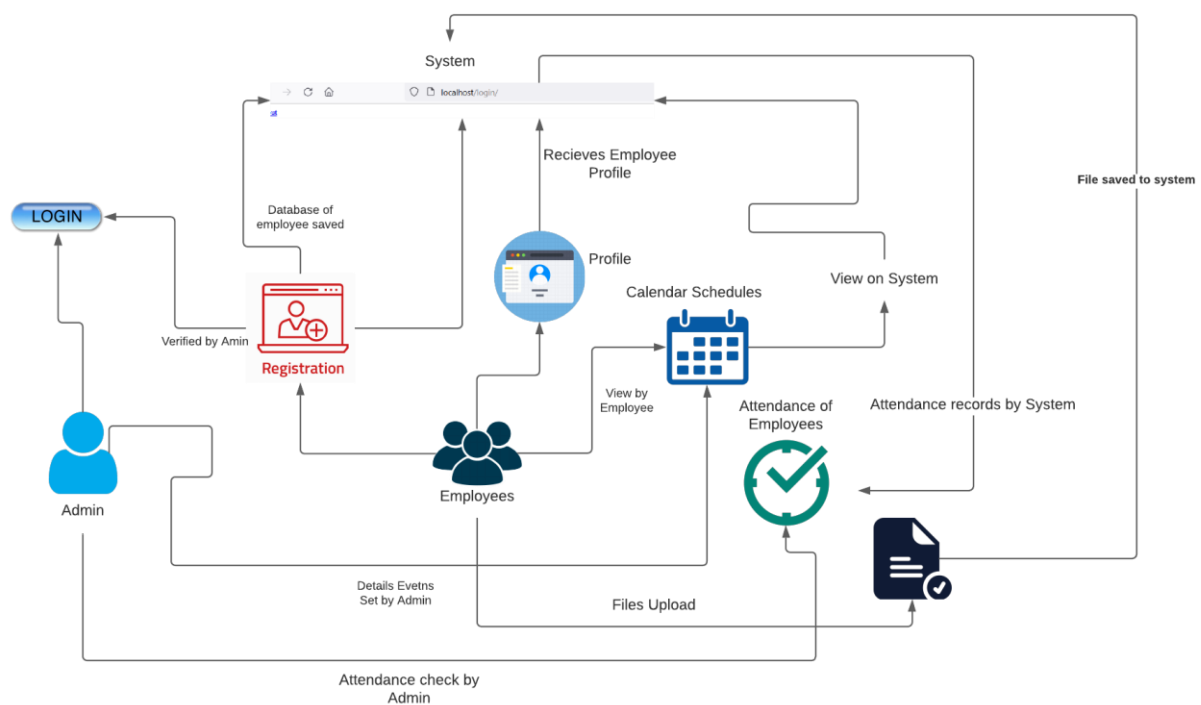 System
localhost/login/
Recieves Employee
Profile
File saved to system
LOGIN
Database of
employee saved
Profile
View on System
Calendar Schedules
Verified by Amin
Registration
View by
Employee
Attendance of
Employees
Attendance records by System
Employees
Admin
Details Evetns
Set by Admin
Files Upload
Attendance check by
Admin